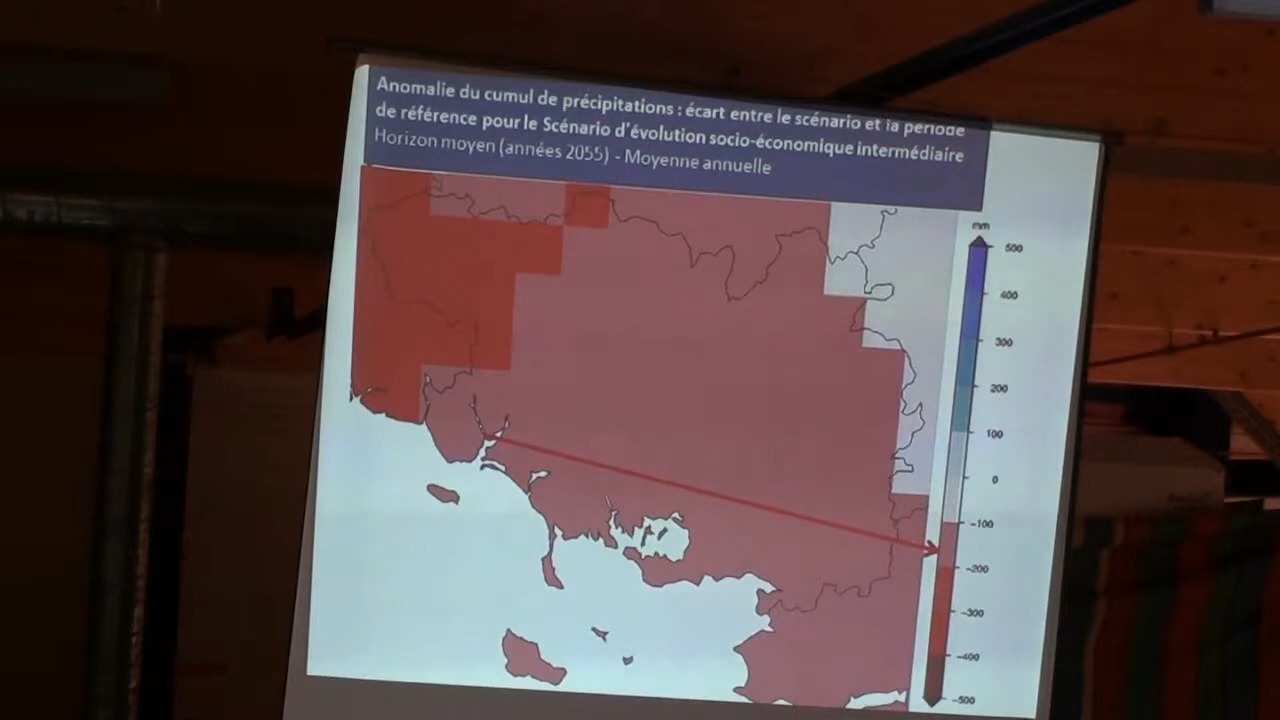 Anomalie du cumul de précipitations : écart entre le scénario et la période
de référence pour le Scénario d'évolution socio-économique intermédiaire
Horizon moyen (années 2055) - Moyenne annuelle
mm
500
400
300
200
100
0
-100
-200
-300
-400
-500